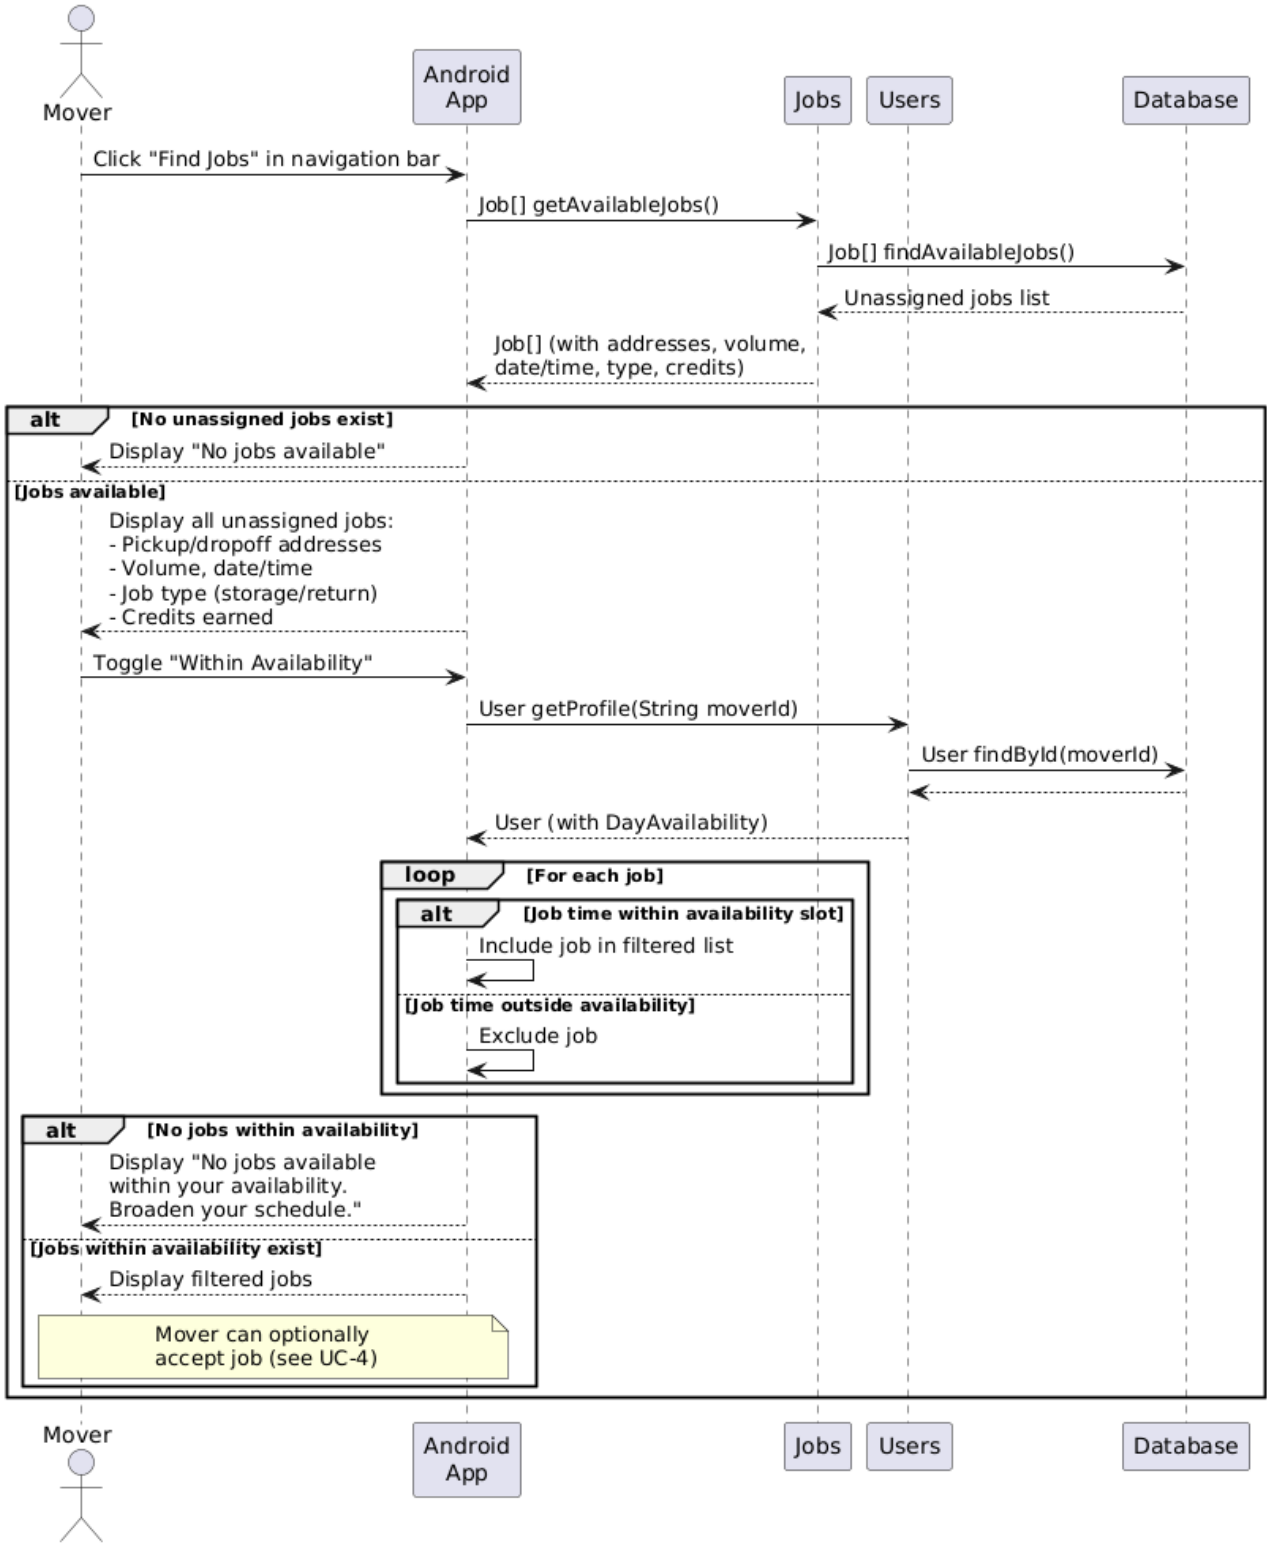 Mover
Android
App
Jobs
Users
Database
Click "Find Jobs" in navigation bar
Job[] getAvailableJobs()
Job[] findAvailableJobs()
Unassigned jobs list
Job[] (with addresses, volume,
date/time, type, credits)
alt
[No unassigned jobs exist]
Display "No jobs available"
[Jobs available]
Display all unassigned jobs:
- Pickup/dropoff addresses
- Volume, date/time
- Job type (storage/return)
- Credits earned
Toggle "Within Availability"
User getProfile(String moverId)
User findById(moverId)
User (with DayAvailability)
loop
[For each job]
alt
[Job time within availability slot]
Include job in filtered list
[Job time outside availability]
Exclude job
alt
[No jobs within availability]
Display "No jobs available
within your availability.
Broaden your schedule."
[Jobs within availability exist]
Display filtered jobs
Mover can optionally
accept job (see UC-4)
Mover
Android
App
Jobs
Users
Database